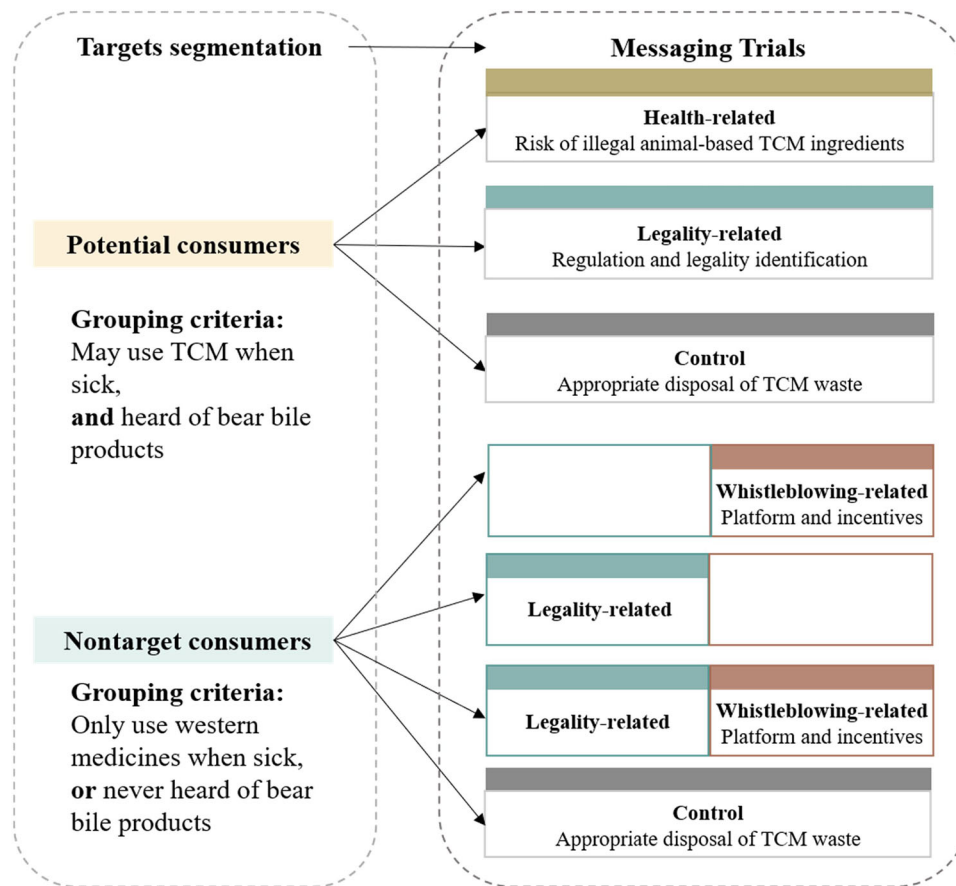 Targets segmentation
Messaging Trials
Health-related
Risk of illegal animal-based TCM ingredients
Potential consumers
Legality-related
Regulation and legality identification
Grouping criteria:
May use TCM when
sick,
and heard of bear bile
products
Control
Appropriate disposal of TCM waste
Whistleblowing-related
Platform and incentives
Legality-related
Nontarget consumers
Grouping criteria:
Only use western
medicines when sick,
or never heard of bear
bile products
Legality-related
Whistleblowing-related
Platform and incentives
Control
Appropriate disposal of TCM waste